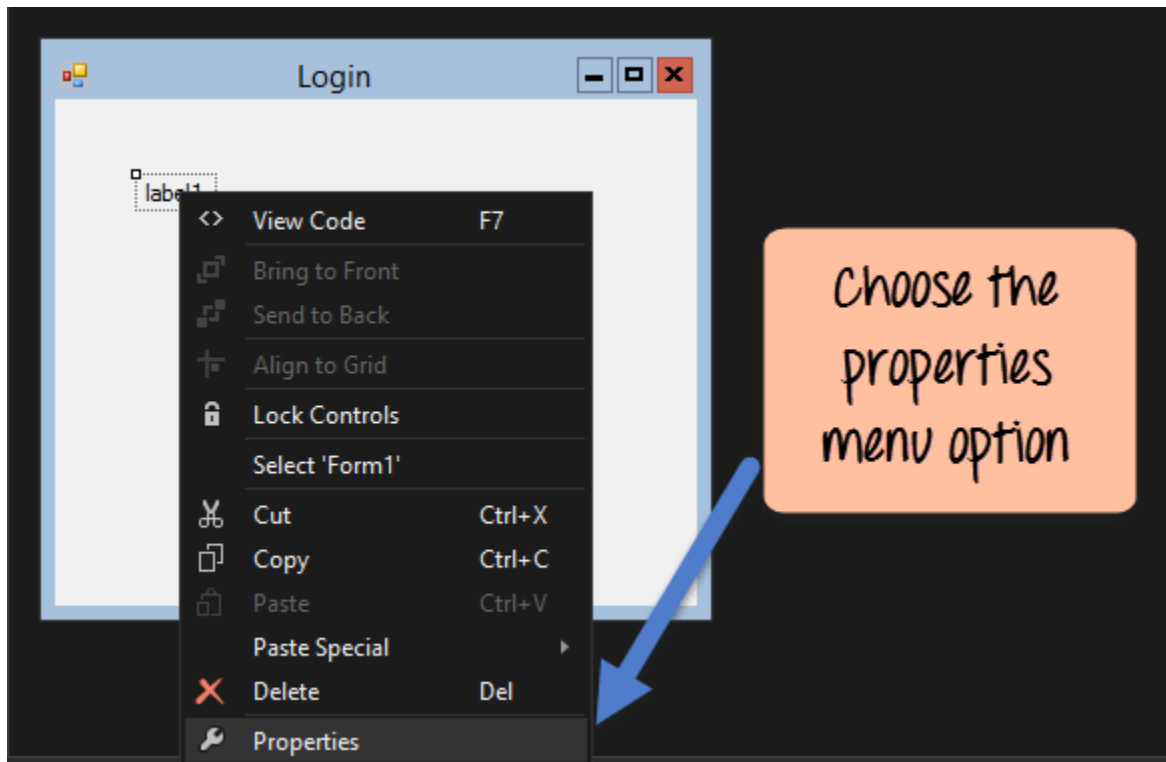 Login
label1
View Code F7
Bring to Front
Send to Back
Align to Grid
Lock Controls
Select 'Form1'
Cut Ctrl+X
Copy Ctrl+C
Paste Ctrl+V
Paste Special
Delete Del
Properties
Choose the
properties
menu option